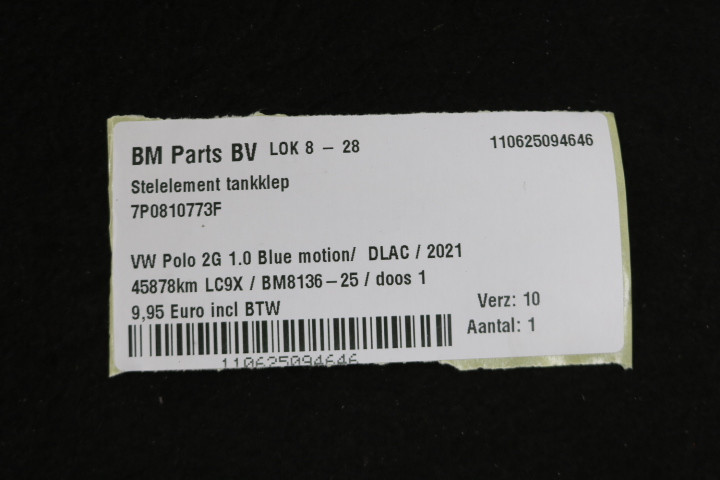 BM Parts BV LOK 8 - 28 110625094646
Stelelement tankklep
7P0810773F
VW Polo 2G 1.0 Blue motion/ DLAC / 2021
45878km LC9X / BM8136-25 / doos 1
9,95 Euro incl BTW
Verz: 10
Aantal: 1
110625094646